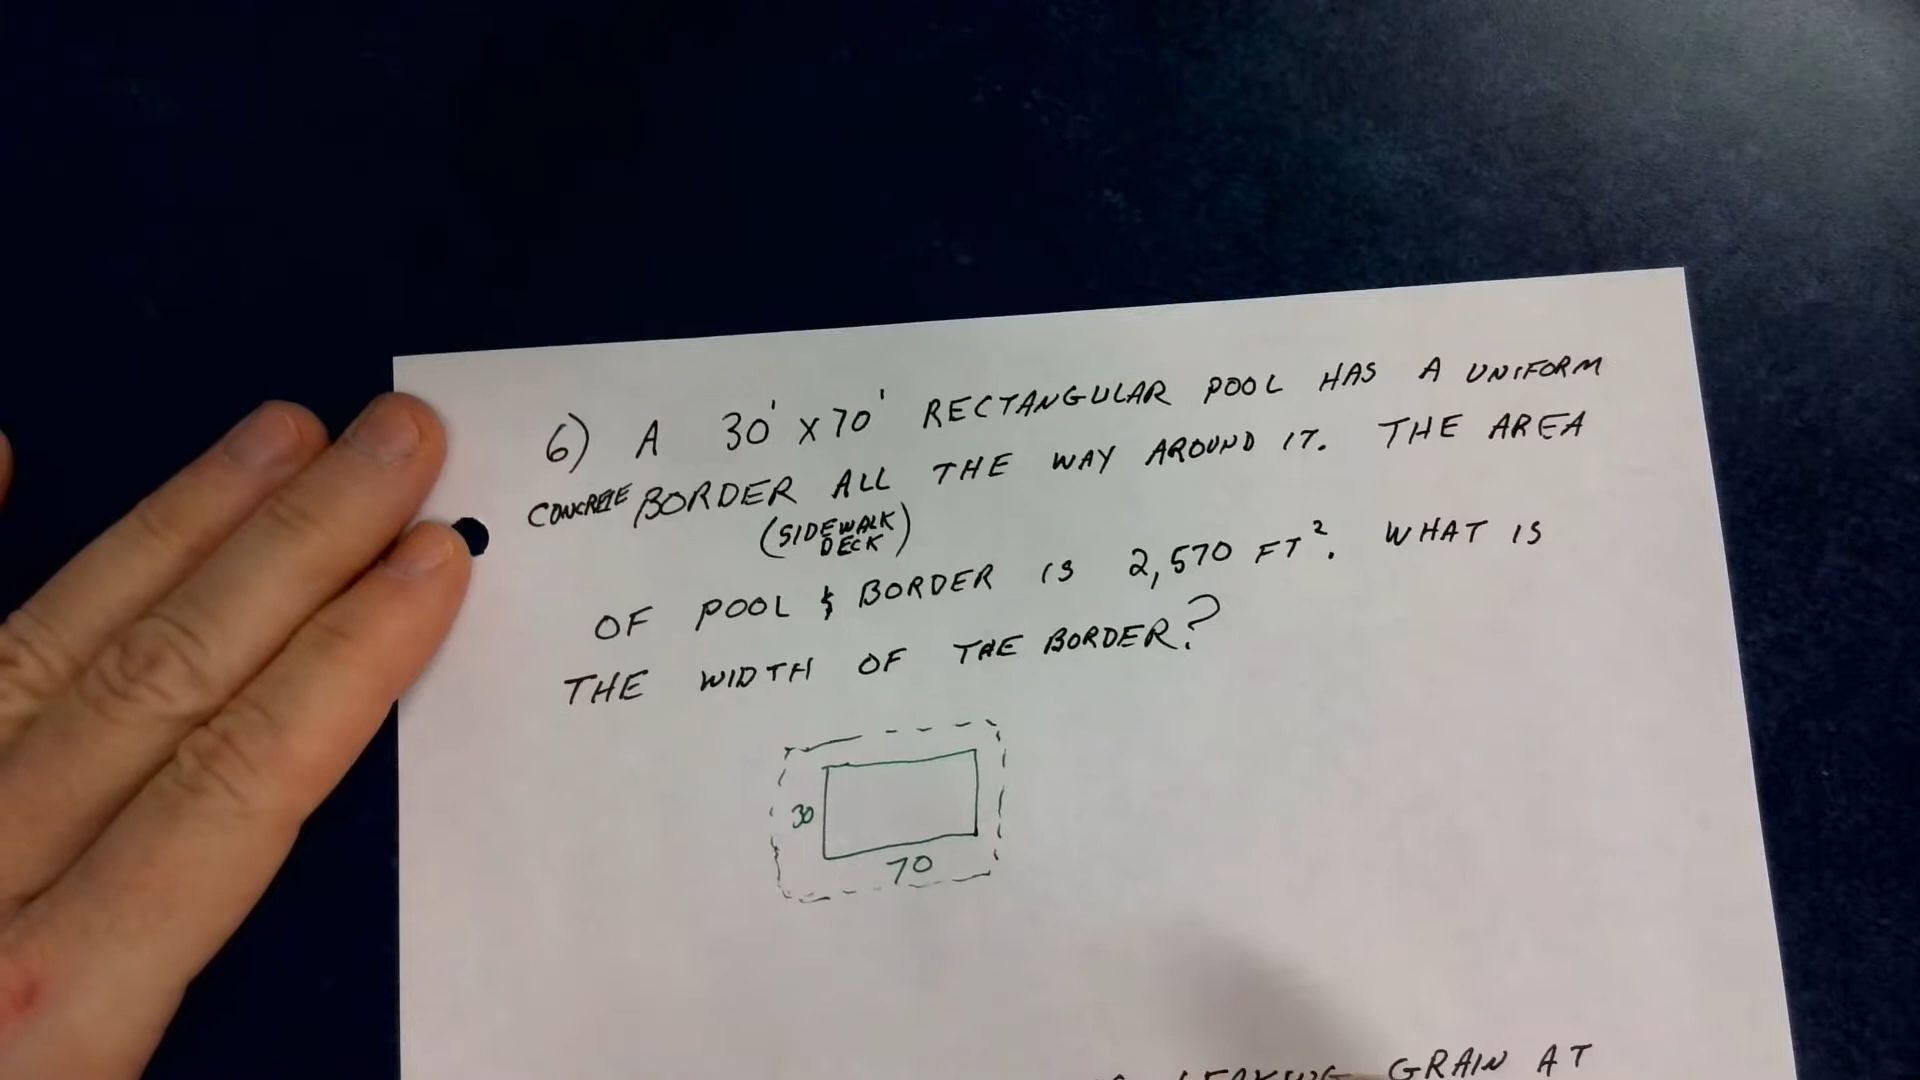 6) A 30' x 70' RECTANGULAR POOL HAS A UNIFORM
CONCRETE BORDER ALL THE WAY AROUND IT. THE AREA
(SIDEWALK
DECK)
OF POOL & BORDER IS 2,570 FT². WHAT IS
THE WIDTH OF THE BORDER?
30
70
GRAIN AT